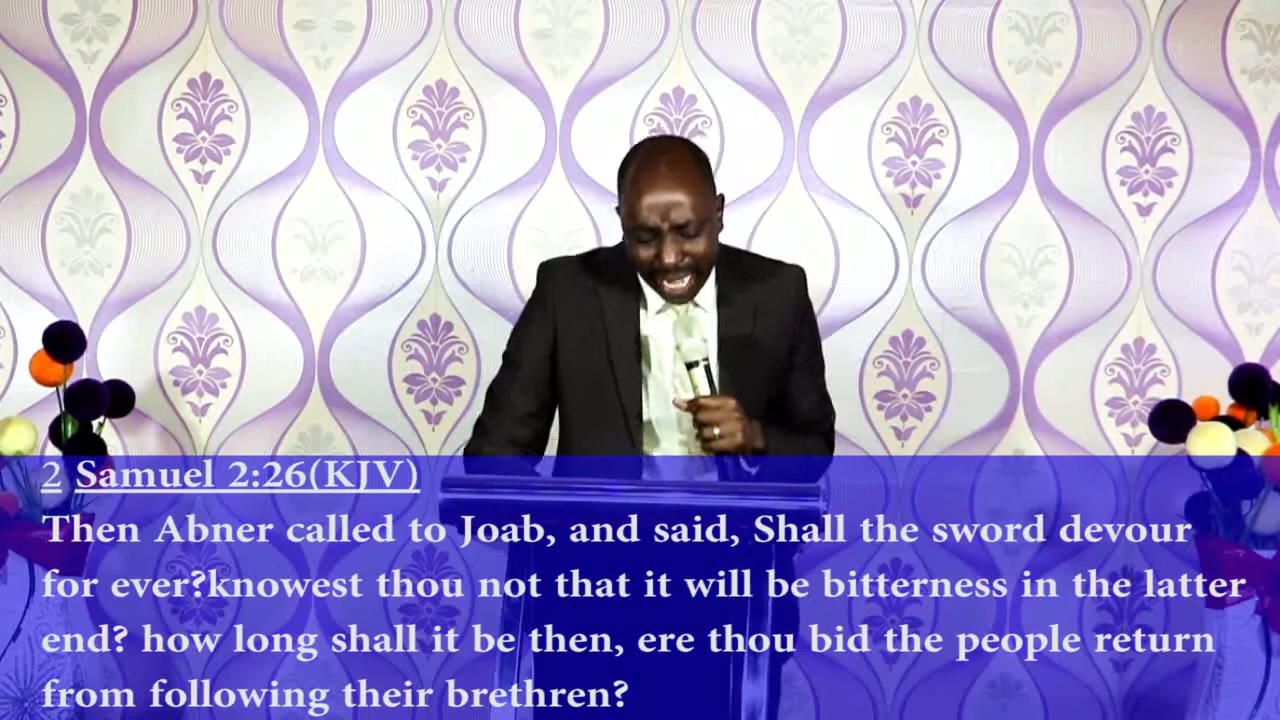 2 Samuel 2:26(KJV)
Then Abner called to Joab, and said, Shall the sword devour
for ever?knowest thou not that it will be bitterness in the latter
end? how long shall it be then, ere thou bid the people return
from following their brethren?